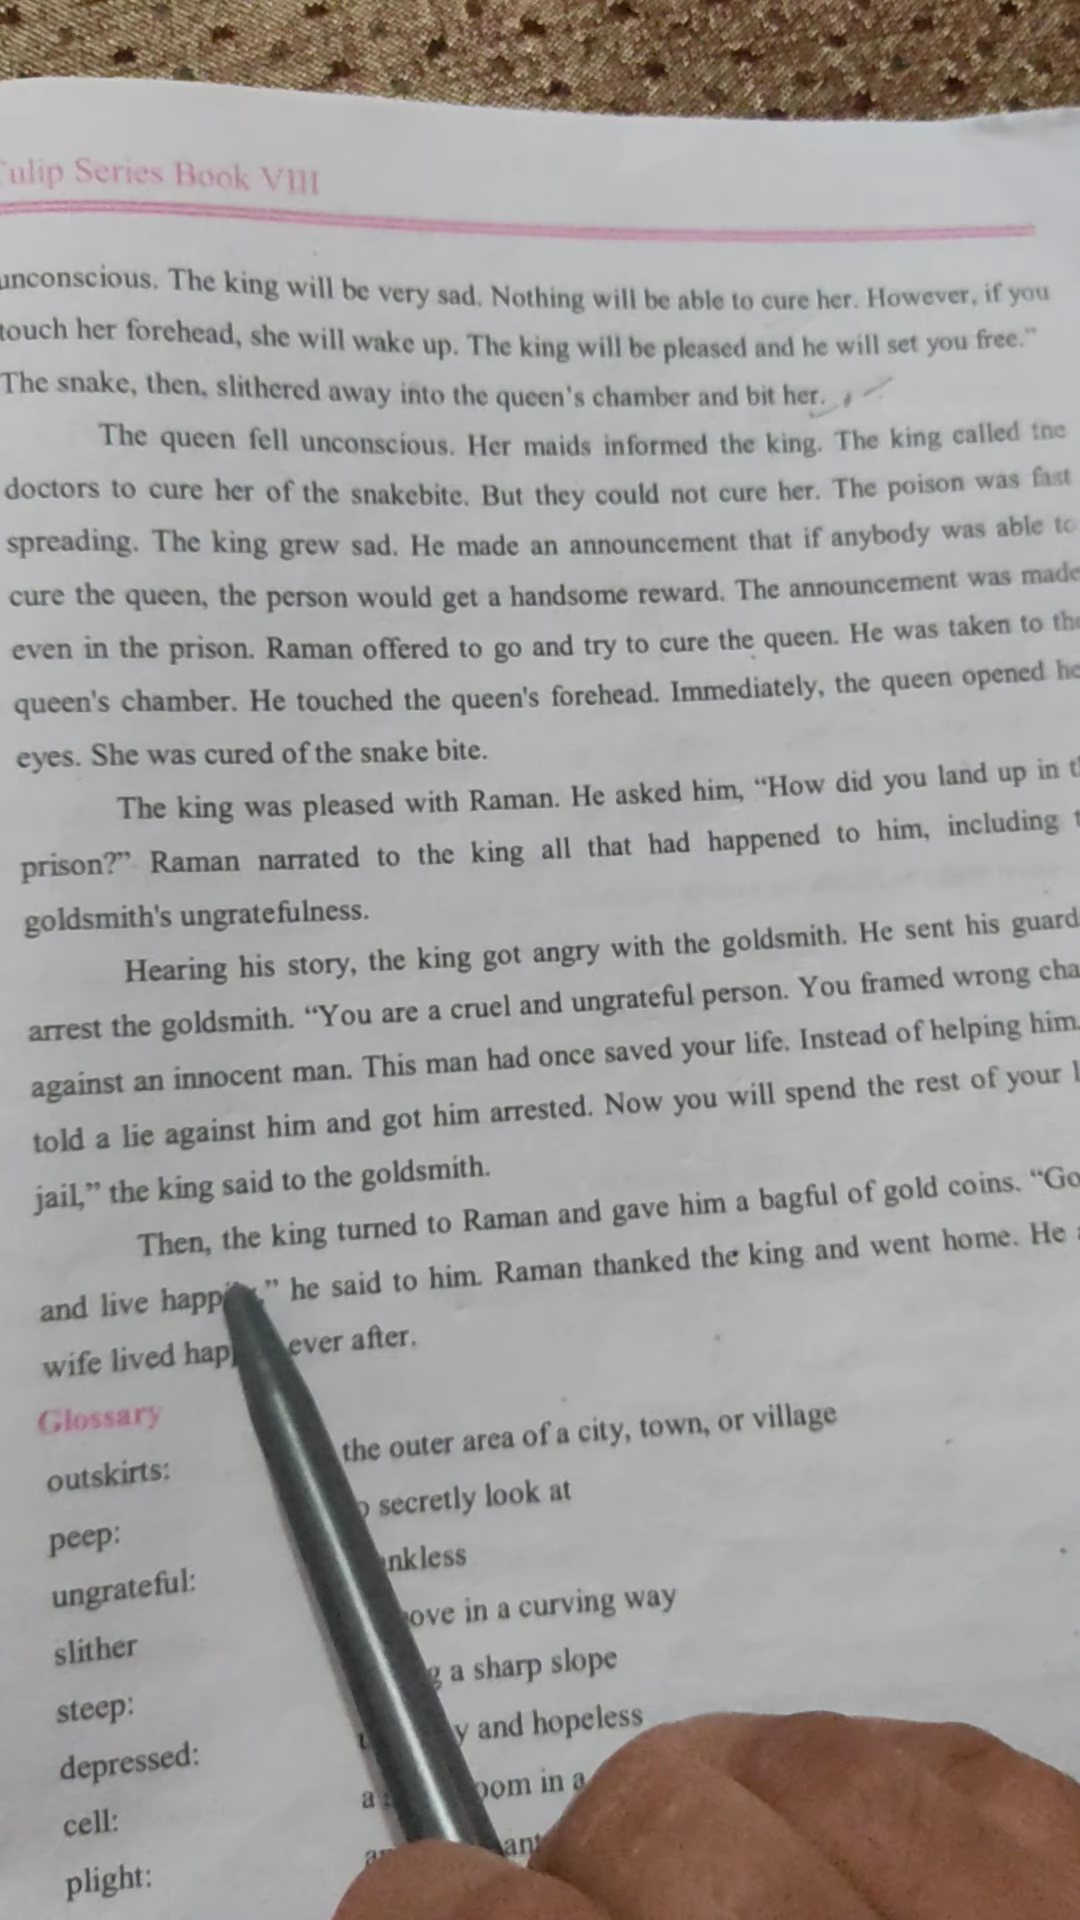 Tulip Series Book VIII
unconscious. The king will be very sad. Nothing will be able to cure her. However, if you
touch her forehead, she will wake up. The king will be pleased and he will set you free.”
The snake, then, slithered away into the queen's chamber and bit her.
The queen fell unconscious. Her maids informed the king. The king called the
doctors to cure her of the snakebite. But they could not cure her. The poison was fast
spreading. The king grew sad. He made an announcement that if anybody was able to
cure the queen, the person would get a handsome reward. The announcement was made
even in the prison. Raman offered to go and try to cure the queen. He was taken to the
queen's chamber. He touched the queen's forehead. Immediately, the queen opened
eyes. She was cured of the snake bite.
The king was pleased with Raman. He asked him, “How did you land up in
prison?” Raman narrated to the king all that had happened to him, including
goldsmith's ungratefulness.
Hearing his story, the king got angry with the goldsmith. He sent his
arrest the goldsmith. “You are a cruel and ungrateful person. You framed wrong
against an innocent man. This man had once saved your life. Instead of helping him
told a lie against him and got him arrested. Now you will spend the rest of your
jail,” the king said to the goldsmith.
Then, the king turned to Raman and gave him a bagful of gold coins. “Go
and live ” he said to him. Raman thanked the king and went home. He
wife lived ever after.
Glossary
outskirts: the outer area of a city, town, or village
peep: secretly look at
ungrateful:
slither in a curving way
steep: a sharp slope
depressed: and hopeless
cell: a in a
plight: